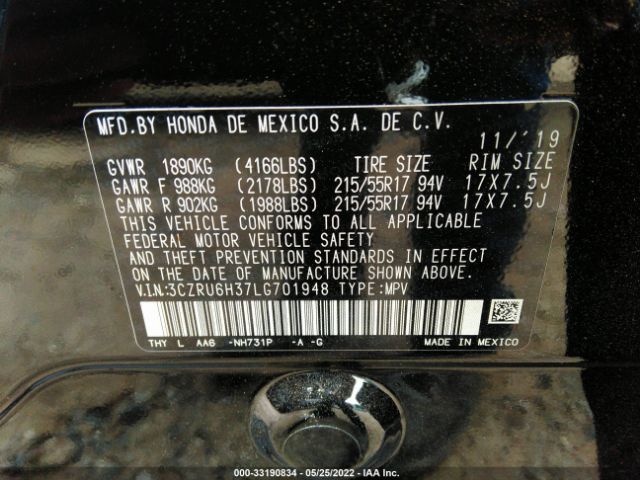 MFD.BY HONDA DE MEXICO S.A. DE C.V.
11/'19
GVWR 1890KG (4166LBS) TIRE SIZE RIM SIZE
GAWR F 988KG (2178LBS) 215/55R17 94V 17X7.5J
GAWR R 902KG (1988LBS) 215/55R17 94V 17X7.5J
THIS VEHICLE CONFORMS TO ALL APPLICABLE
FEDERAL MOTOR VEHICLE SAFETY
AND THEFT PREVENTION STANDARDS IN EFFECT
ON THE DATE OF MANUFACTURE SHOWN ABOVE.
V.I.N:3CZRU6H37LG701948 TYPE:MPV
THY L AA6 -NH731P -A -G MADE IN MEXICO
000-33190834 - 05/25/2022 - IAA Inc.